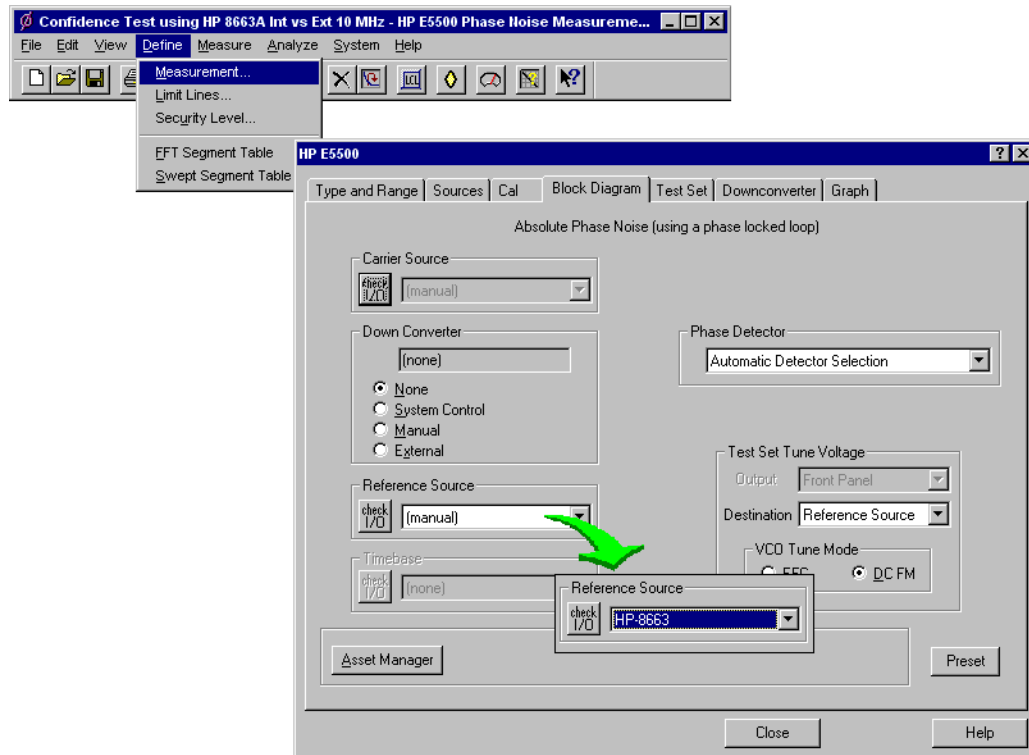 Confidence Test using HP 8663A Int vs Ext 10 MHz - HP E5500 Phase Noise Measureme...
File Edit View Define Measure Analyze System Help
Measurement...
Limit Lines...
Security Level...
FFT Segment Table
Swept Segment Table
HP E5500
Type and Range Sources Cal Block Diagram Test Set Downconverter Graph
Absolute Phase Noise (using a phase locked loop)
Carrier Source
check I/O (manual)
Down Converter
(none)
None
System Control
Manual
External
Phase Detector
Automatic Detector Selection
Reference Source
check I/O (manual)
Timebase
check I/O (none)
Test Set Tune Voltage
Output Front Panel
Destination Reference Source
VCO Tune Mode
DC FM
Reference Source
check I/O HP-8663
Asset Manager
Preset
Close Help